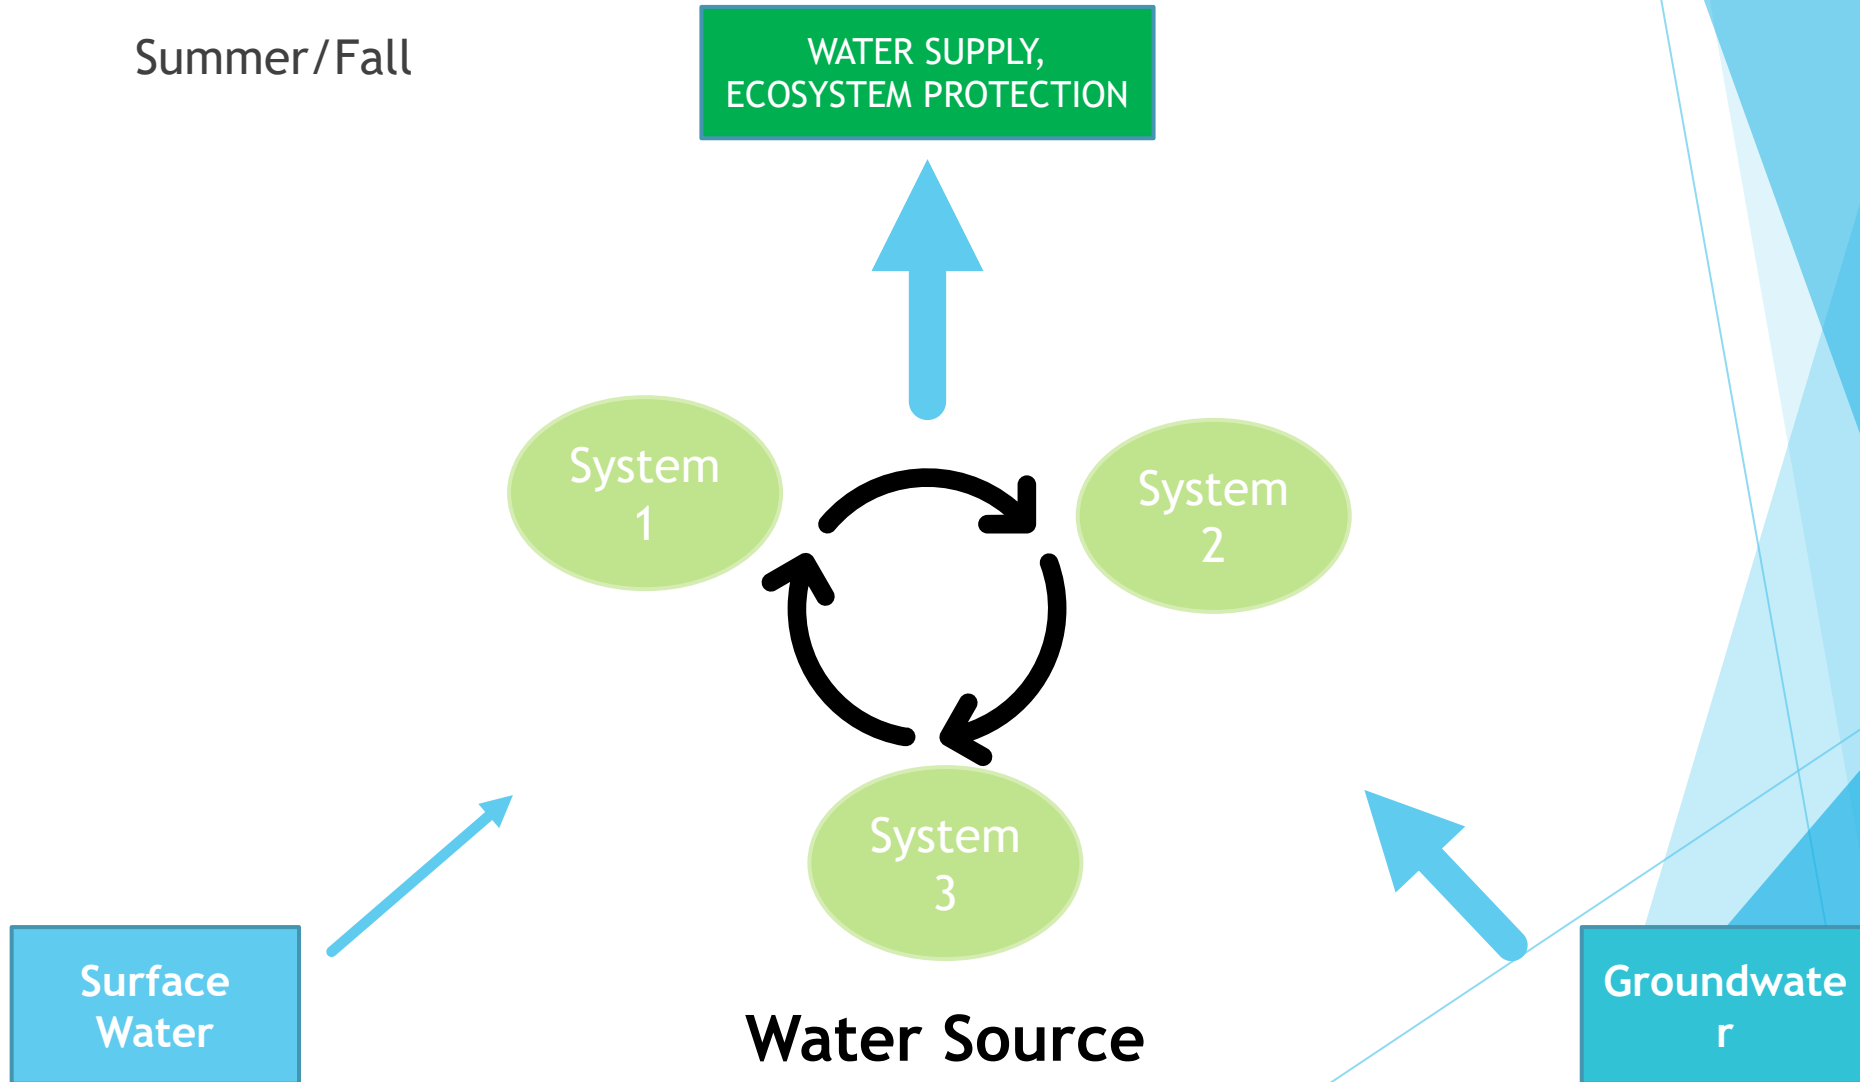 Summer/Fall
WATER SUPPLY,
ECOSYSTEM PROTECTION
System
1
System
2
System
3
Surface
Water
Groundwate
r
Water Source